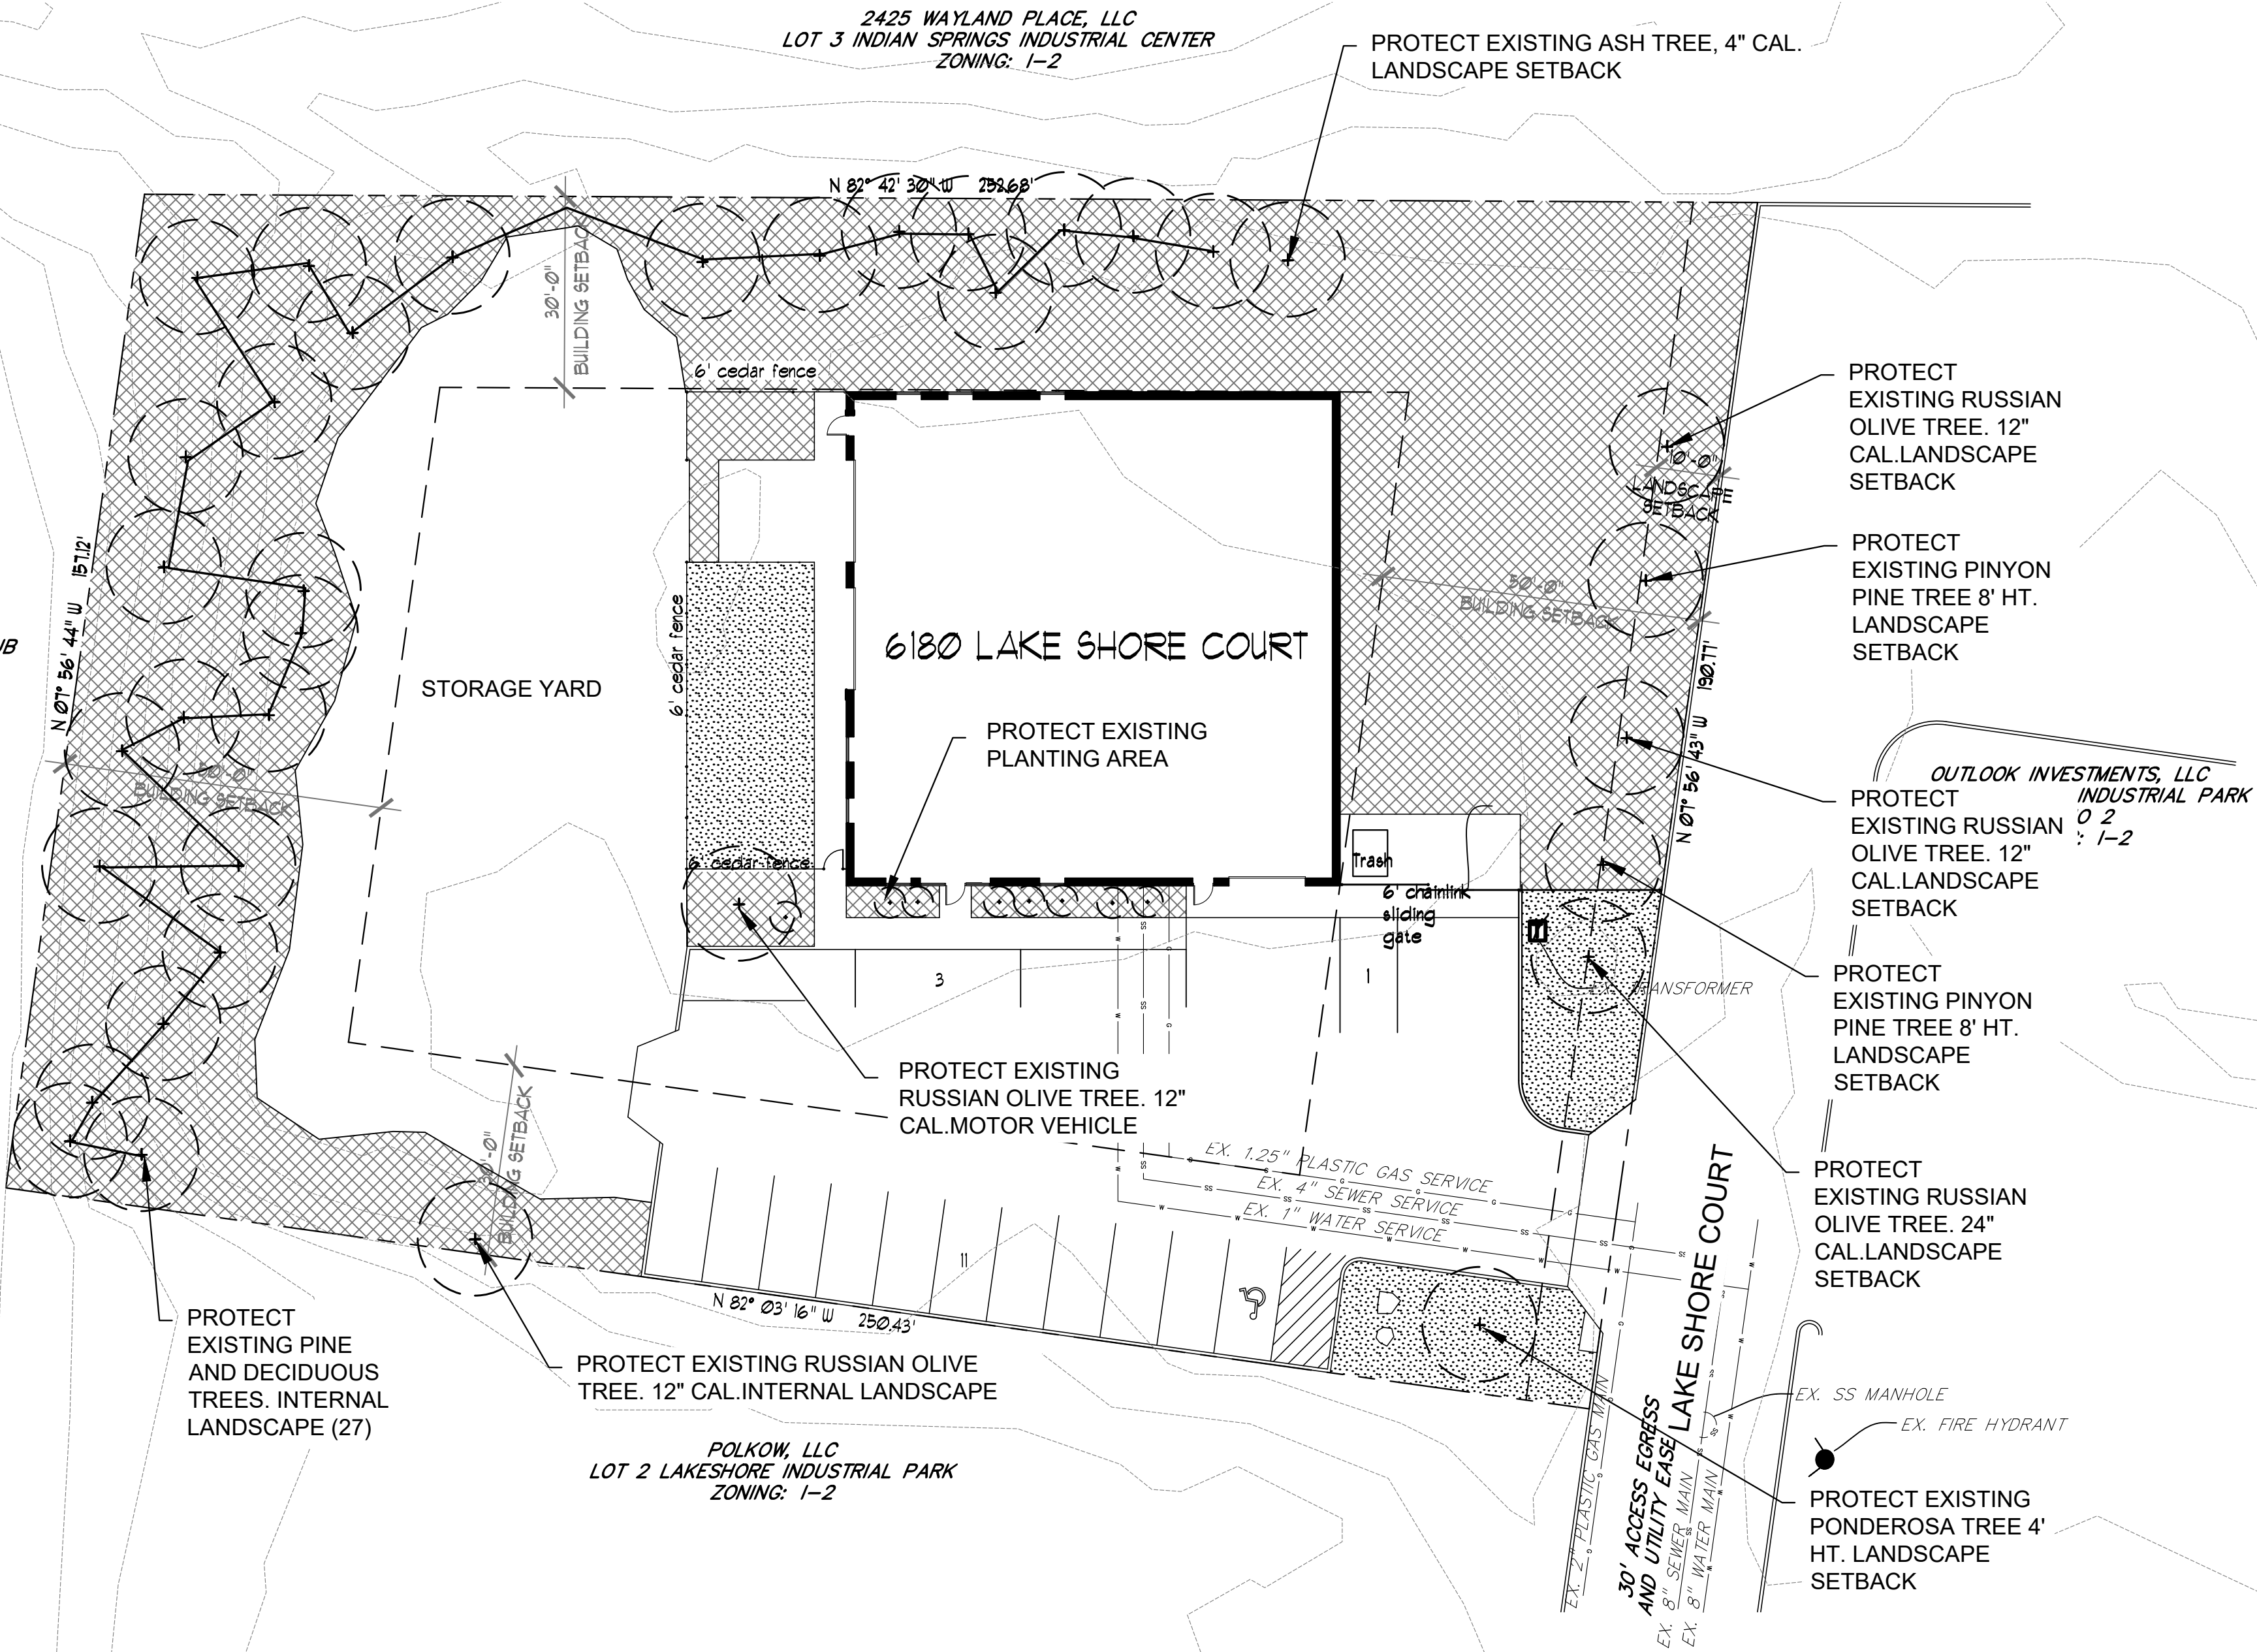 2425 WAYLAND PLACE, LLC
LOT 3 INDIAN SPRINGS INDUSTRIAL CENTER
ZONING: I-2
PROTECT EXISTING ASH TREE, 4" CAL.
LANDSCAPE SETBACK
N 82° 42' 30" W 252.68'
30'-0"
BUILDING SETBACK
6' cedar fence
PROTECT
EXISTING RUSSIAN
OLIVE TREE. 12"
CAL.LANDSCAPE
SETBACK
10'-0"
LANDSCAPE
SETBACK
PROTECT
EXISTING PINYON
PINE TREE 8' HT.
LANDSCAPE
SETBACK
50'-0"
BUILDING SETBACK
N 07° 56' 44" W 157.12'
UB
6' cedar fence
6180 LAKE SHORE COURT
STORAGE YARD
PROTECT EXISTING
PLANTING AREA
N 07° 56' 43" W 190.77'
50'-0"
BUILDING SETBACK
OUTLOOK INVESTMENTS, LLC
INDUSTRIAL PARK
O 2
: I-2
PROTECT
EXISTING RUSSIAN
OLIVE TREE. 12"
CAL.LANDSCAPE
SETBACK
6' cedar fence
Trash
6' chainlink
sliding
gate
3
1
EX. TRANSFORMER
PROTECT
EXISTING PINYON
PINE TREE 8' HT.
LANDSCAPE
SETBACK
PROTECT EXISTING
RUSSIAN OLIVE TREE. 12"
CAL.MOTOR VEHICLE
30'-0"
BUILDING SETBACK
EX. 1.25" PLASTIC GAS SERVICE
EX. 4" SEWER SERVICE
EX. 1" WATER SERVICE
PROTECT
EXISTING RUSSIAN
OLIVE TREE. 24"
CAL.LANDSCAPE
SETBACK
11
N 82° 03' 16" W 250.43'
LAKE SHORE COURT
PROTECT
EXISTING PINE
AND DECIDUOUS
TREES. INTERNAL
LANDSCAPE (27)
PROTECT EXISTING RUSSIAN OLIVE
TREE. 12" CAL.INTERNAL LANDSCAPE
EX. SS MANHOLE
EX. FIRE HYDRANT
POLKOW, LLC
LOT 2 LAKESHORE INDUSTRIAL PARK
ZONING: I-2
EX. 2" PLASTIC GAS MAIN
30' ACCESS EGRESS
AND UTILITY EASE
EX. 8" SEWER MAIN
EX. 8" WATER MAIN
PROTECT EXISTING
PONDEROSA TREE 4'
HT. LANDSCAPE
SETBACK